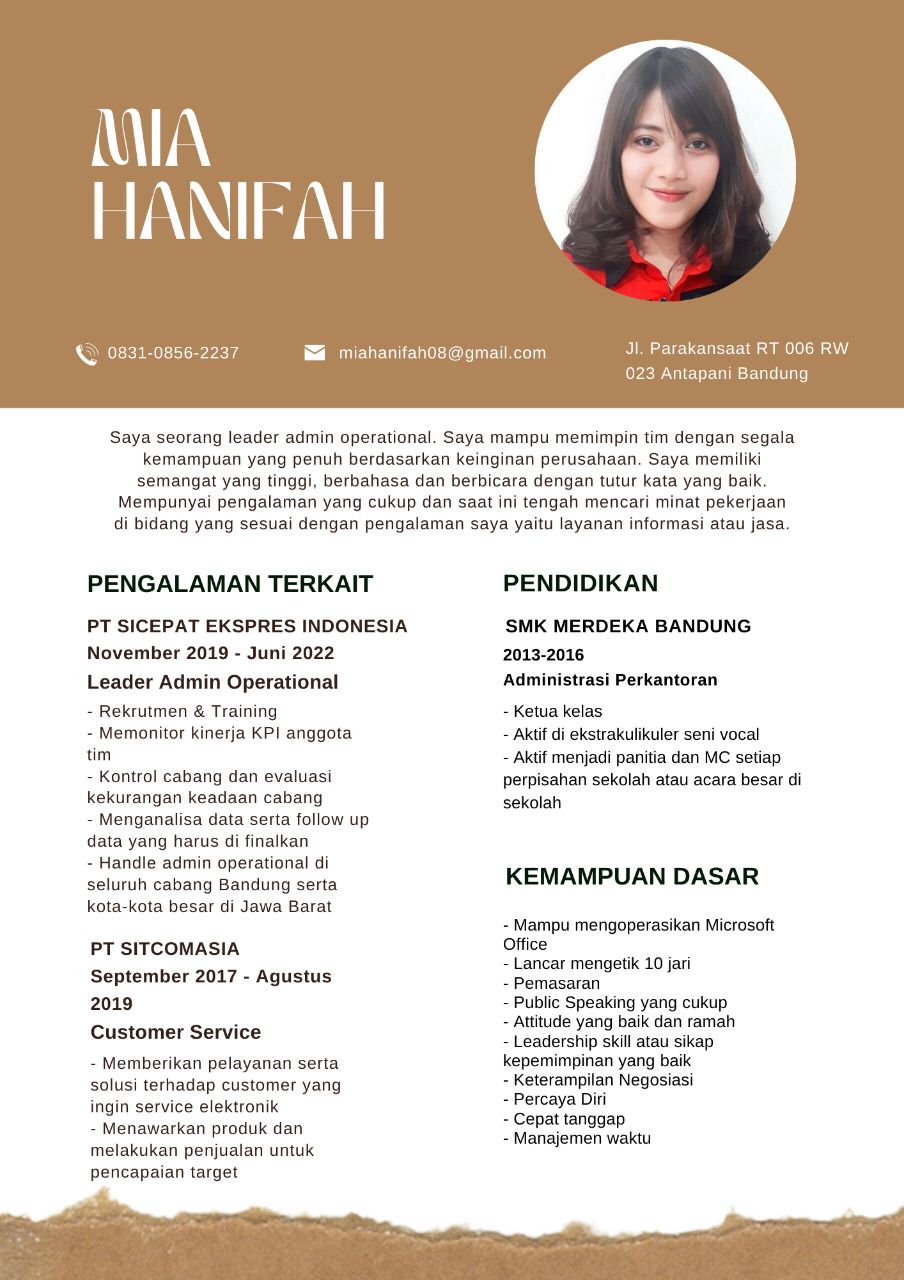 MIA
HANIFAH
0831-0856-2237
miahanifah08@gmail.com
Jl. Parakansaat RT 006 RW
023 Antapani Bandung
Saya seorang leader admin operational. Saya mampu memimpin tim dengan segala
kemampuan yang penuh berdasarkan keinginan perusahaan. Saya memiliki
semangat yang tinggi, berbahasa dan berbicara dengan tutur kata yang baik.
Mempunyai pengalaman yang cukup dan saat ini tengah mencari minat pekerjaan
di bidang yang sesuai dengan pengalaman saya yaitu layanan informasi atau jasa.
PENGALAMAN TERKAIT
PT SICEPAT EKSPRES INDONESIA
November 2019 - Juni 2022
Leader Admin Operational
- Rekrutmen & Training
- Memonitor kinerja KPI anggota
tim
- Kontrol cabang dan evaluasi
kekurangan keadaan cabang
- Menganalisa data serta follow up
data yang harus di finalkan
- Handle admin operational di
seluruh cabang Bandung serta
kota-kota besar di Jawa Barat
PT SITCOMASIA
September 2017 - Agustus
2019
Customer Service
- Memberikan pelayanan serta
solusi terhadap customer yang
ingin service elektronik
- Menawarkan produk dan
melakukan penjualan untuk
pencapaian target
PENDIDIKAN
SMK MERDEKA BANDUNG
2013-2016
Administrasi Perkantoran
- Ketua kelas
- Aktif di ekstrakulikuler seni vocal
- Aktif menjadi panitia dan MC setiap
perpisahan sekolah atau acara besar di
sekolah
KEMAMPUAN DASAR
- Mampu mengoperasikan Microsoft
Office
- Lancar mengetik 10 jari
- Pemasaran
- Public Speaking yang cukup
- Attitude yang baik dan ramah
- Leadership skill atau sikap
kepemimpinan yang baik
- Keterampilan Negosiasi
- Percaya Diri
- Cepat tanggap
- Manajemen waktu